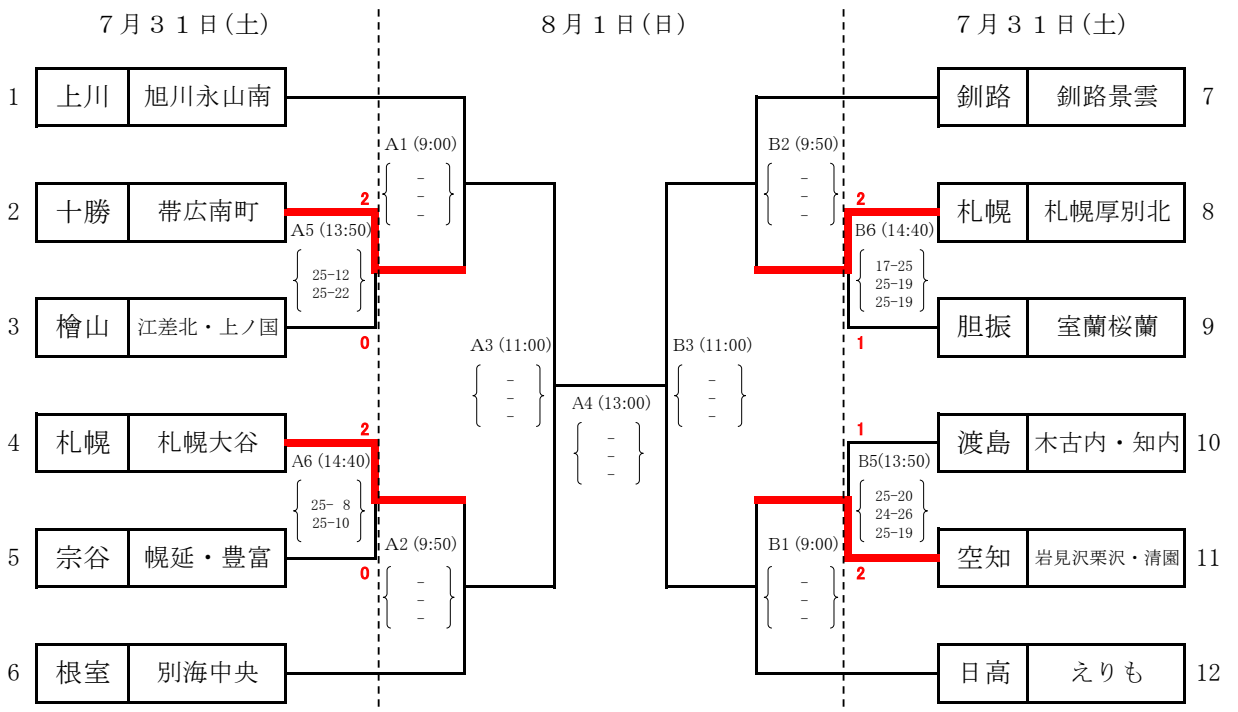 ７月３１日(土)
８月１日(日)
７月３１日(土)
1 上川 旭川永山南
2 十勝 帯広南町
3 檜山 江差北・上ノ国
4 札幌 札幌大谷
5 宗谷 幌延・豊富
6 根室 別海中央
2
A5 (13:50)
25-12
25-22
0
2
A6 (14:40)
25- 8
25-10
0
A1 (9:00)
-
-
-
A2 (9:50)
-
-
-
A3 (11:00)
-
-
-
A4 (13:00)
-
-
-
B3 (11:00)
-
-
-
B2 (9:50)
-
-
-
B1 (9:00)
-
-
-
2
B6 (14:40)
17-25
25-19
25-19
1
1
B5(13:50)
25-20
24-26
25-19
2
釧路 釧路景雲 7
札幌 札幌厚別北 8
胆振 室蘭桜蘭 9
渡島 木古内・知内 10
空知 岩見沢栗沢・清園 11
日高 えりも 12